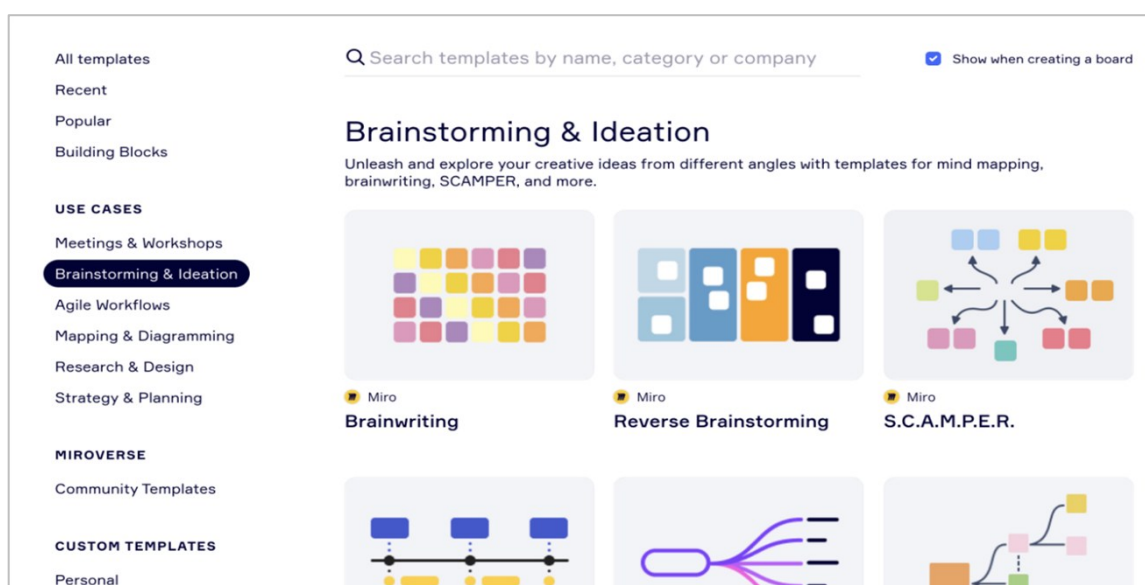 All templates
Recent
Popular
Building Blocks
USE CASES
Meetings & Workshops
Brainstorming & Ideation
Agile Workflows
Mapping & Diagramming
Research & Design
Strategy & Planning
MIROVERSE
Community Templates
CUSTOM TEMPLATES
Personal
Search templates by name, category or company
Show when creating a board
Brainstorming & Ideation
Unleash and explore your creative ideas from different angles with templates for mind mapping,
brainwriting, SCAMPER, and more.
Miro
Brainwriting
Miro
Reverse Brainstorming
Miro
S.C.A.M.P.E.R.